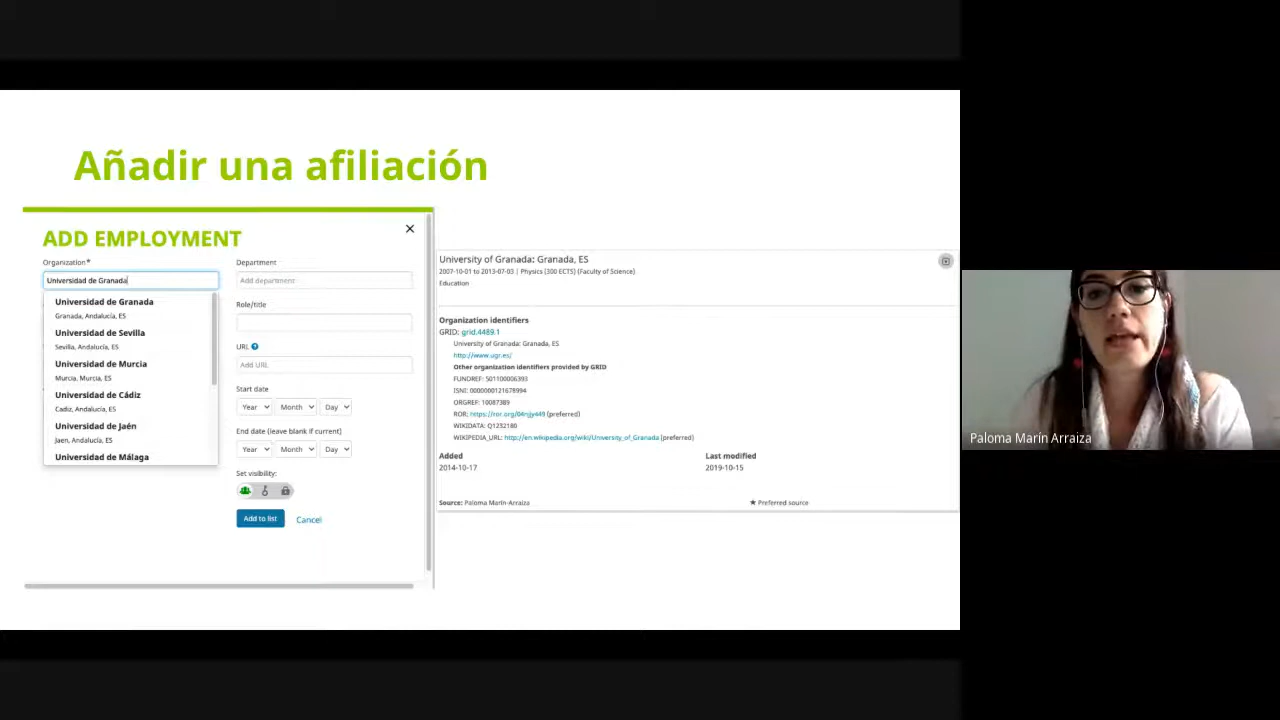 Añadir una afiliación
ADD EMPLOYMENT
Organization*
Universidad de Granada
Universidad de Granada
Granada, Andalucía, ES
Universidad de Sevilla
Sevilla, Andalucía, ES
Universidad de Murcia
Murcia, Murcia, ES
Universidad de Cádiz
Cadiz, Andalucía, ES
Universidad de Jaén
Jaen, Andalucía, ES
Universidad de Málaga
Department
Add department
Role/title
URL
Add URL
Start date
Year Month Day
End date (leave blank if current)
Year Month Day
Set visibility:
Add to list Cancel
University of Granada: Granada, ES
2007-10-01 to 2013-07-03 | Physics (300 ECTS) (Faculty of Science)
Education
Organization identifiers
GRID: grid.4489.1
University of Granada: Granada, ES
http://www.ugr.es/
Other organization identifiers provided by GRID
FUNDREF: 501100006393
ISNI: 0000000121678994
ORGREF: 10087389
ROR: https://ror.org/04njjy449 (preferred)
WIKIDATA: Q1232180
WIKIPEDIA_URL: http://en.wikipedia.org/wiki/University_of_Granada (preferred)
Added Last modified
2014-10-17 2019-10-15
Source: Paloma Marín-Arraiza ★ Preferred source
Paloma Marín Arraiza